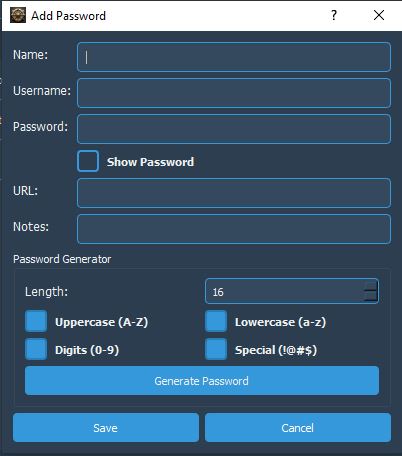 Add Password
Name:
Username:
Password:
Show Password
URL:
Notes:
Password Generator
Length: 16
Uppercase (A-Z) Lowercase (a-z)
Digits (0-9) Special (!@#$)
Generate Password
Save Cancel